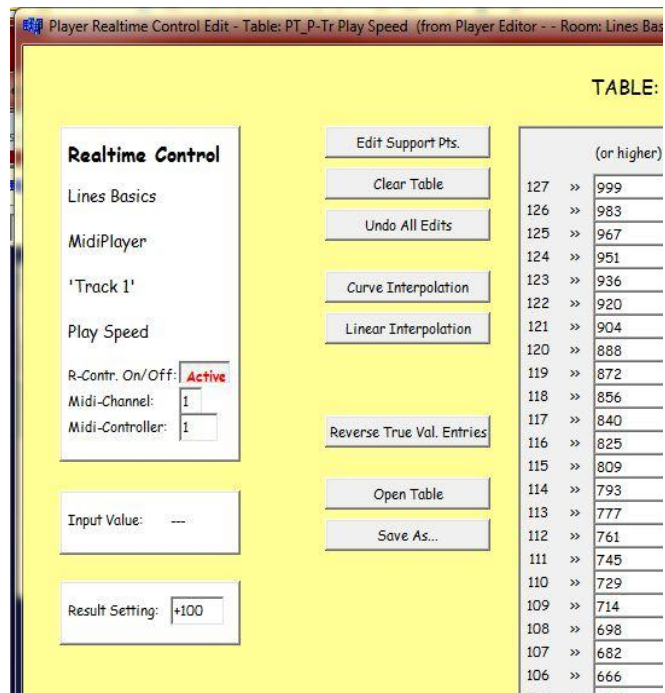 Player Realtime Control Edit - Table: PT_P-Tr Play Speed (from Player Editor - - Room: Lines Bas
TABLE:
Realtime Control
Lines Basics
MidiPlayer
'Track 1'
Play Speed
R-Contr. On/Off: Active
Midi-Channel: 1
Midi-Controller: 1
Input Value: ---
Result Setting: +100
Edit Support Pts.
Clear Table
Undo All Edits
Curve Interpolation
Linear Interpolation
Reverse True Val. Entries
Open Table
Save As...
(or higher)
127 » 999
126 » 983
125 » 967
124 » 951
123 » 936
122 » 920
121 » 904
120 » 888
119 » 872
118 » 856
117 » 840
116 » 825
115 » 809
114 » 793
113 » 777
112 » 761
111 » 745
110 » 729
109 » 714
108 » 698
107 » 682
106 » 666